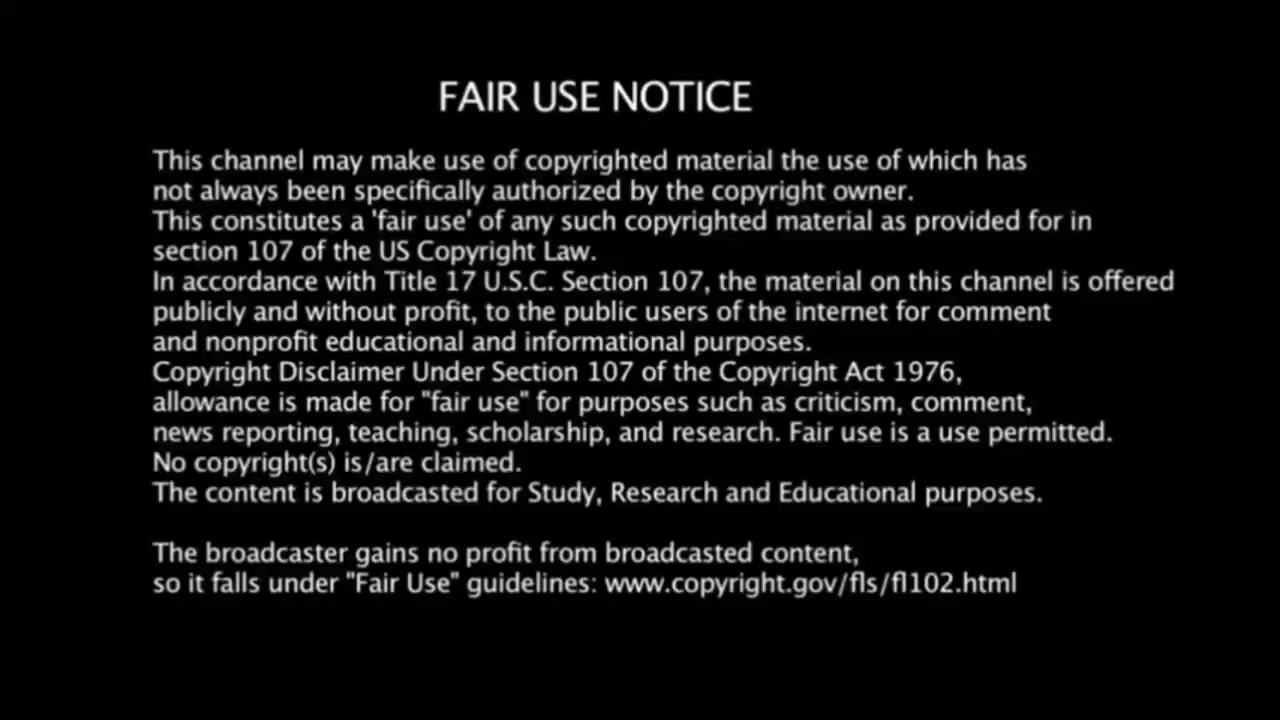 FAIR USE NOTICE
This channel may make use of copyrighted material the use of which has
not always been specifically authorized by the copyright owner.
This constitutes a 'fair use' of any such copyrighted material as provided for in
section 107 of the US Copyright Law.
In accordance with Title 17 U.S.C. Section 107, the material on this channel is offered
publicly and without profit, to the public users of the internet for comment
and nonprofit educational and informational purposes.
Copyright Disclaimer Under Section 107 of the Copyright Act 1976,
allowance is made for "fair use" for purposes such as criticism, comment,
news reporting, teaching, scholarship, and research. Fair use is a use permitted.
No copyright(s) is/are claimed.
The content is broadcasted for Study, Research and Educational purposes.
The broadcaster gains no profit from broadcasted content,
so it falls under "Fair Use" guidelines: www.copyright.gov/fls/fl102.html